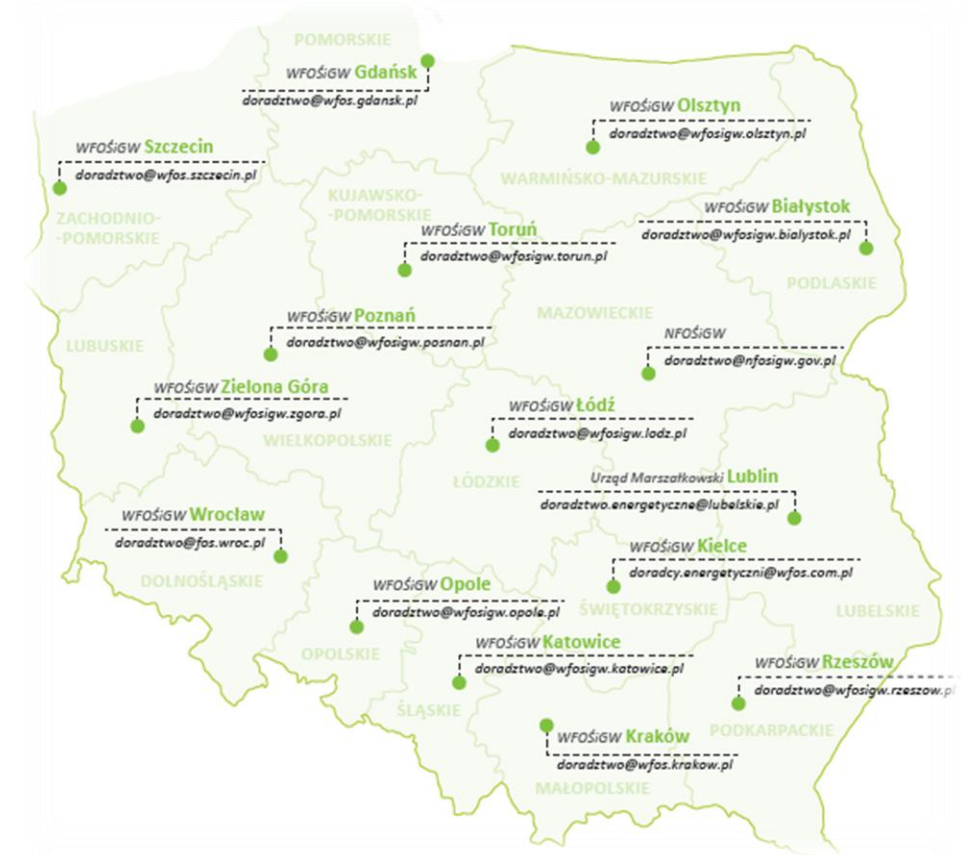 POMORSKIE
WFOŚiGW Gdańsk
doradztwo@wfos.gdansk.pl
WFOŚiGW Olsztyn
doradztwo@wfosigw.olsztyn.pl
WFOŚiGW Szczecin
doradztwo@wfos.szczecin.pl
WARMIŃSKO-MAZURSKIE
ZACHODNIO-
-POMORSKIE
KUJAWSKO-
-POMORSKIE
WFOŚiGW Białystok
doradztwo@wfosigw.bialystok.pl
WFOŚiGW Toruń
doradztwo@wfosigw.torun.pl
PODLASKIE
MAZOWIECKIE
WFOŚiGW Poznań
doradztwo@wfosigw.posnan.pl
NFOŚiGW
doradztwo@nfosigw.gov.pl
LUBUSKIE
WFOŚiGW Zielona Góra
doradztwo@wfosigw.zgora.pl
WFOŚiGW Łódź
doradztwo@wfosigw.lodz.pl
WIELKOPOLSKIE
ŁÓDZKIE
Urząd Marszałkowski Lublin
doradztwo.energetyczne@lubelskie.pl
WFOŚiGW Wrocław
doradztwo@fos.wroc.pl
WFOŚiGW Kielce
doradcy.energetyczni@wfos.com.pl
DOLNOŚLĄSKIE
WFOŚiGW Opole
doradztwo@wfosigw.opole.pl
ŚWIĘTOKRZYSKIE
LUBELSKIE
OPOLSKIE
WFOŚiGW Katowice
doradztwo@wfosigw.katowice.pl
WFOŚiGW Rzeszów
doradztwo@wfosigw.rzeszow.pl
ŚLĄSKIE
PODKARPACKIE
WFOŚiGW Kraków
doradztwo@wfos.krakow.pl
MAŁOPOLSKIE